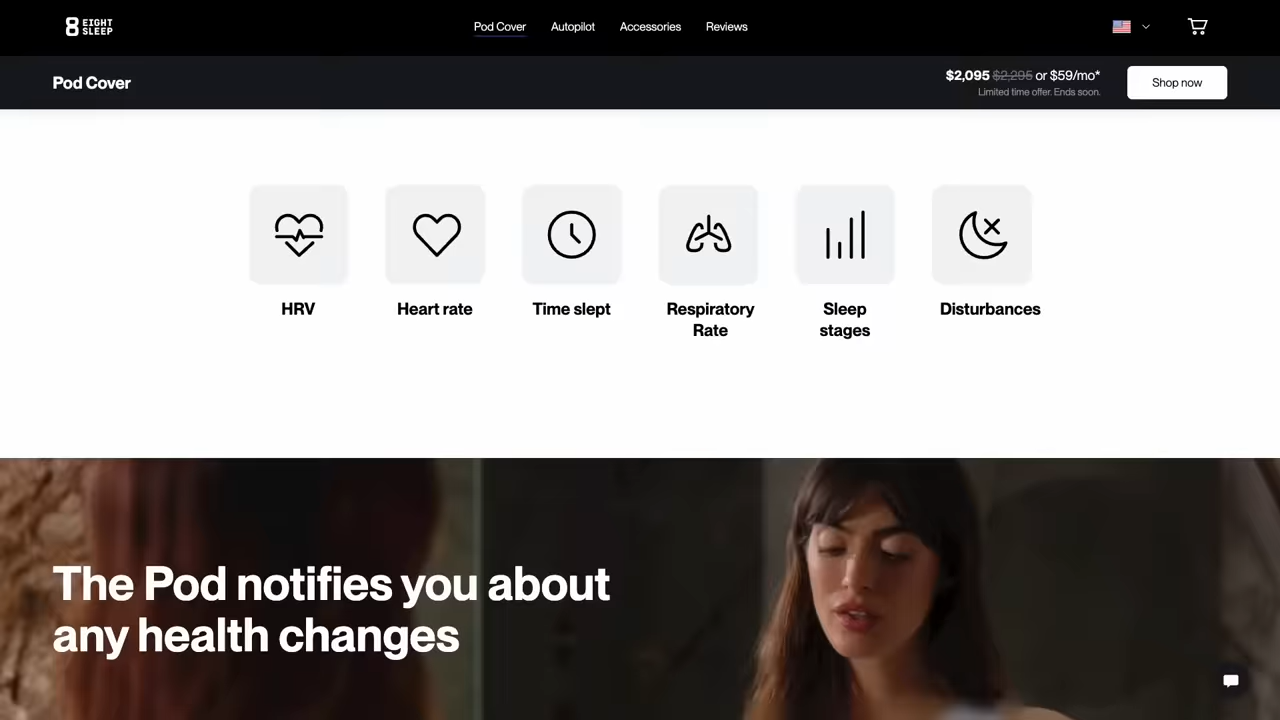 8 EIGHT SLEEP
Pod Cover
Autopilot
Accessories
Reviews
Pod Cover
$2,095 $2,295 or $59/mo*
Limited time offer. Ends soon.
Shop now
HRV
Heart rate
Time slept
Respiratory
Rate
Sleep
stages
Disturbances
The Pod notifies you about
any health changes